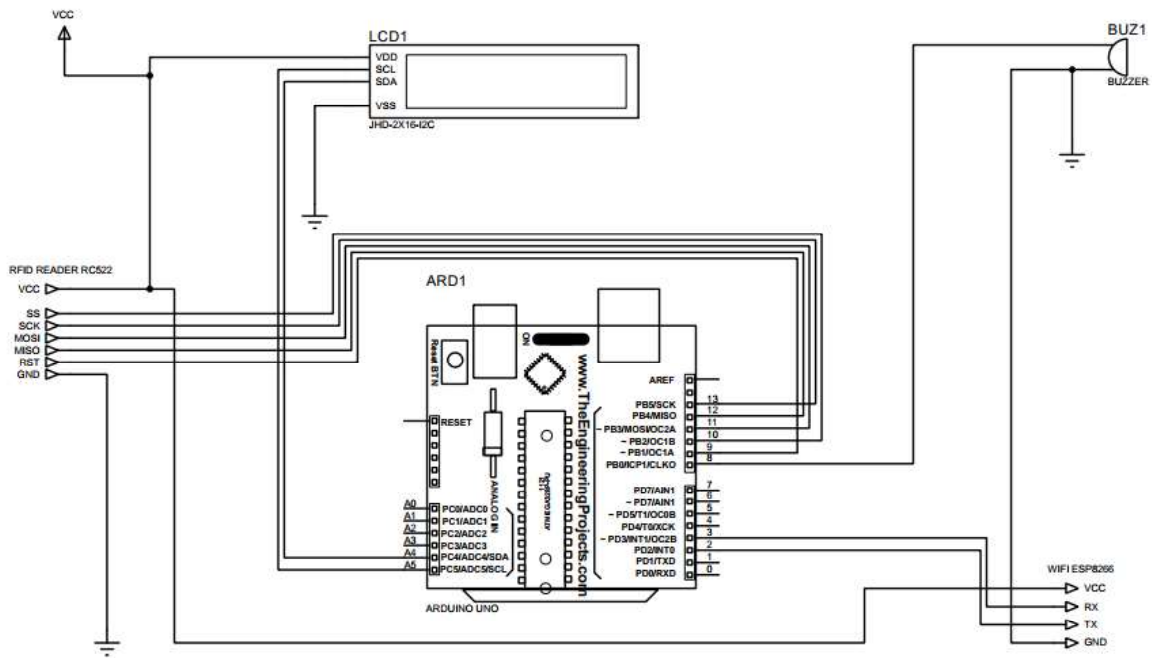 VCC
LCD1
VDD
SCL
SDA
VSS
JHD-2X16-I2C
BUZ1
BUZZER
RFID READER RC522
VCC
SS
SCK
MOSI
MISO
RST
GND
ARD1
ON
Reset BTN
www.TheEngineeringProjects.com
ANALOG IN
RESET
AREF
PB5/SCK 13
PB4/MISO 12
~ PB3/MOSI/OC2A 11
~ PB2/OC1B 10
~ PB1/OC1A 9
PB0/ICP1/CLKO 8
PD7/AIN1 7
~ PD7/AIN1 6
~ PD5/T1/OC0B 5
PD4/T0/XCK 4
~ PD3/INT1/OC2B 3
PD2/INT0 2
PD1/TXD 1
PD0/RXD 0
A0 PC0/ADC0
A1 PC1/ADC1
A2 PC2/ADC2
A3 PC3/ADC3
A4 PC4/ADC4/SDA
A5 PC5/ADC5/SCL
ARDUINO UNO
WIFI ESP8266
VCC
RX
TX
GND